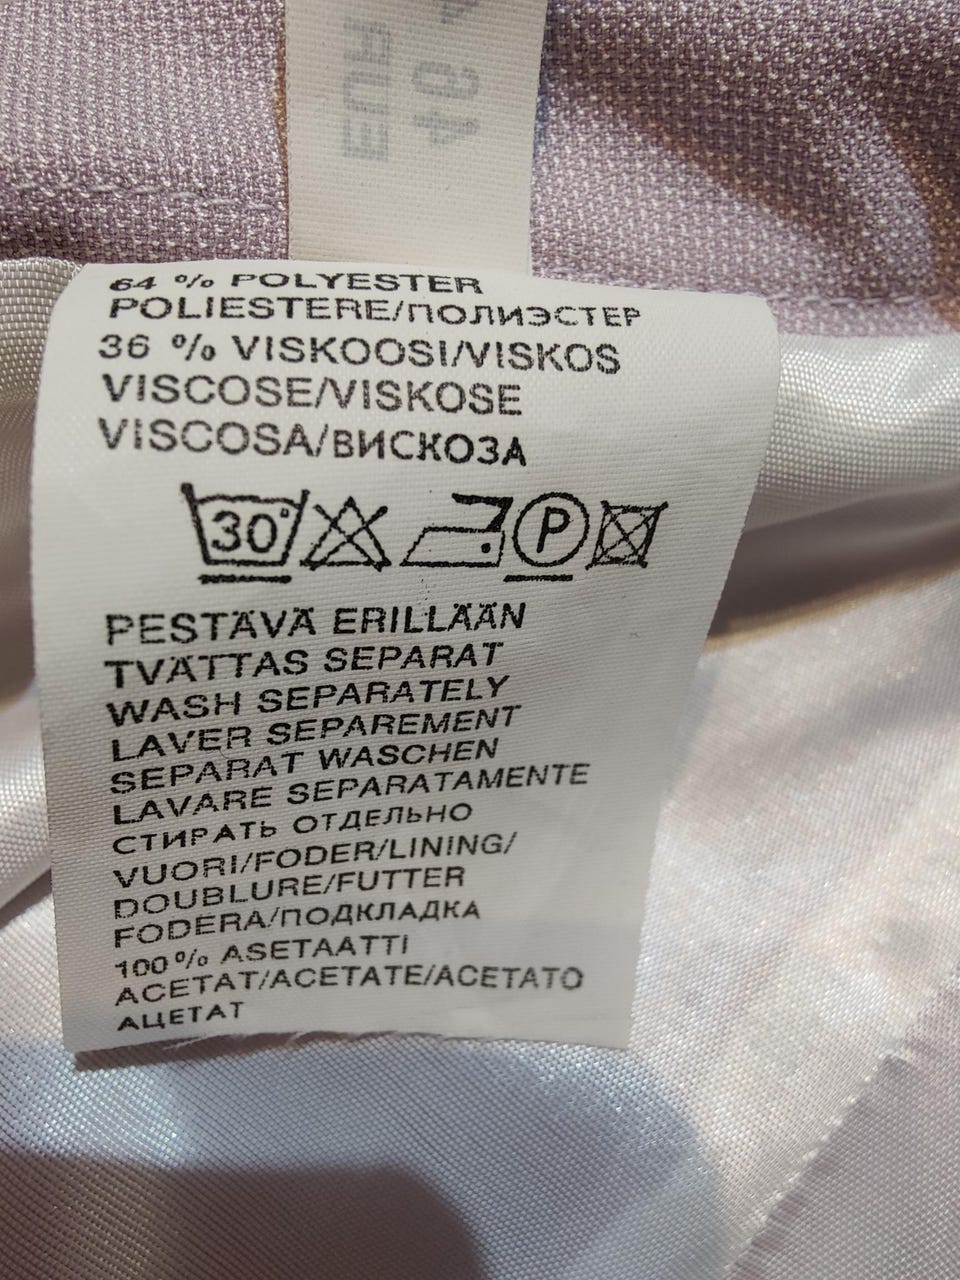 EUR
40
64 % POLYESTER
POLIESTERE/ПОЛИЭСТЕР
36 % VISKOOSI/VISKOS
VISCOSE/VISKOSE
VISCOSA/ВИСКОЗА
30°
P
PESTÄVÄ ERILLÄÄN
TVÄTTAS SEPARAT
WASH SEPARATELY
LAVER SEPAREMENT
SEPARAT WASCHEN
LAVARE SEPARATAMENTE
СТИРАТЬ ОТДЕЛЬНО
VUORI/FODER/LINING/
DOUBLURE/FUTTER
FODERA/ПОДКЛАДКА
100% ASETAATTI
ACETAT/ACETATE/ACETATO
АЦЕТАТ